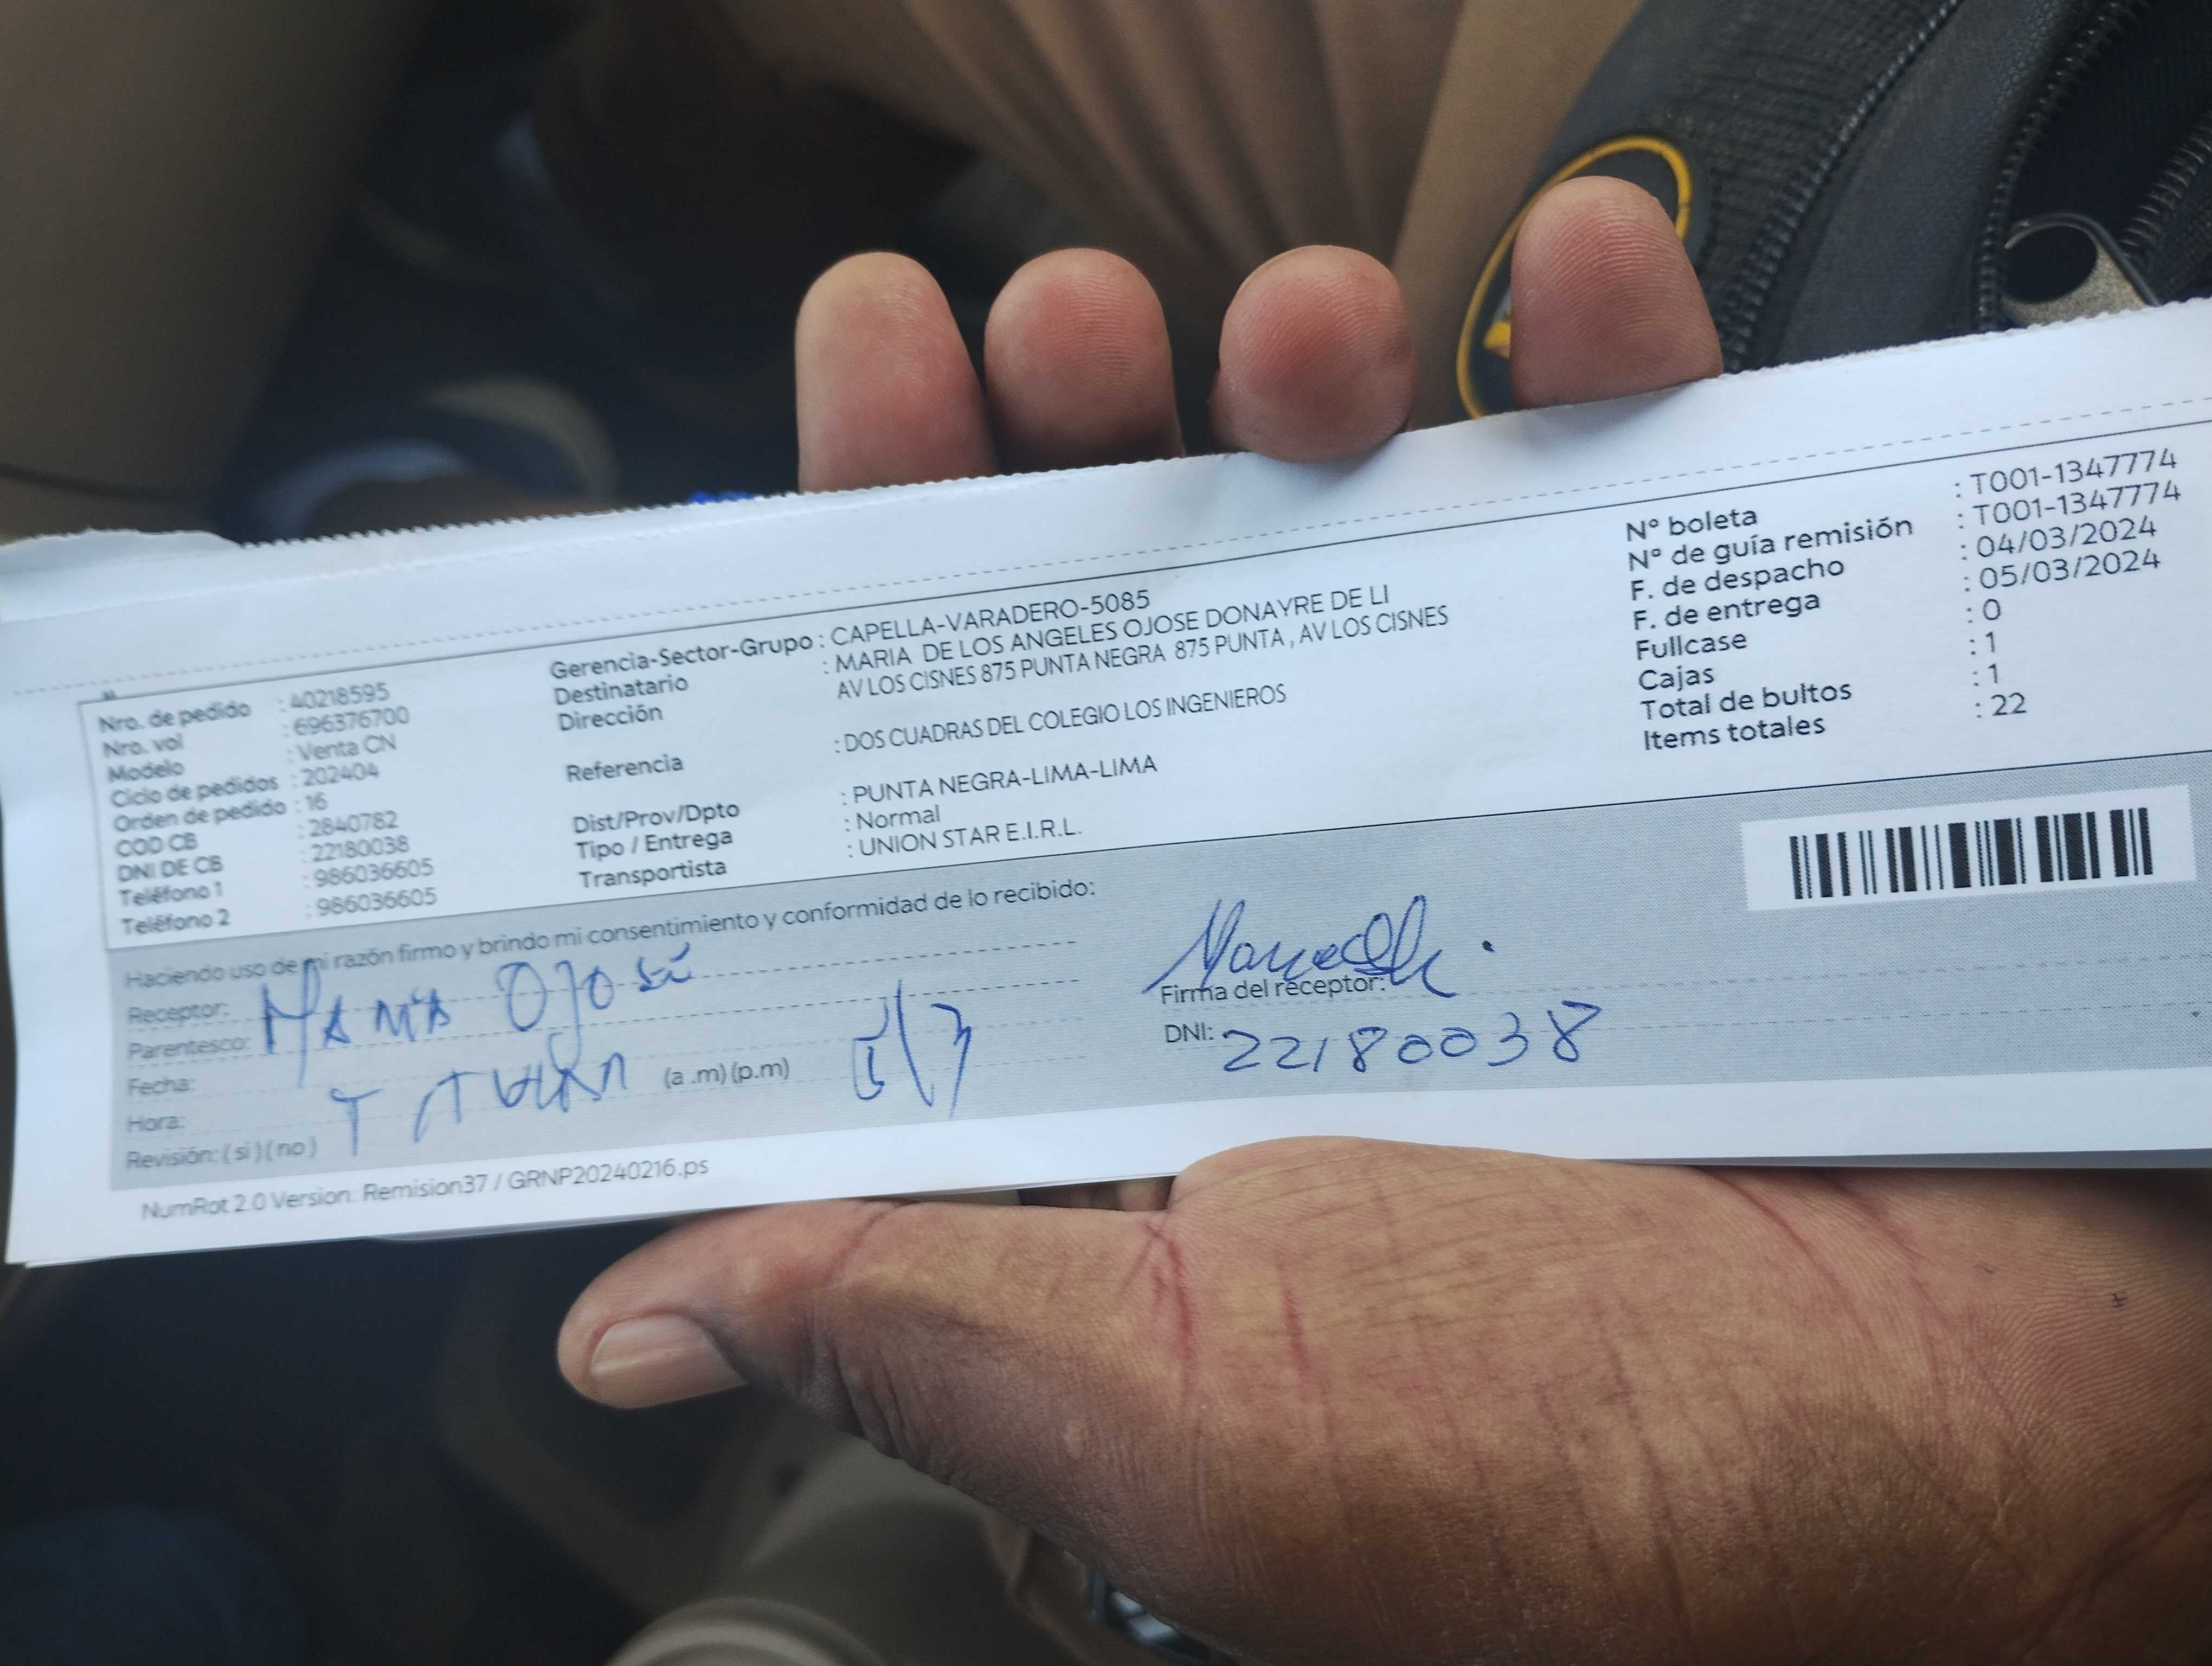 Nro. de pedido : 40218595
Nro. vol : 696376700
Modelo : Venta CN
Ciclo de pedidos : 202404
Orden de pedido : 16
COD CB : 2840782
DNI DE CB : 22180038
Teléfono 1 : 986036605
Teléfono 2 : 986036605
Gerencia-Sector-Grupo : CAPELLA-VARADERO-5085
Destinatario : MARIA DE LOS ANGELES OJOSE DONAYRE DE LI
Dirección AV LOS CISNES 875 PUNTA NEGRA 875 PUNTA , AV LOS CISNES
Referencia : DOS CUADRAS DEL COLEGIO LOS INGENIEROS
Dist/Prov/Dpto : PUNTA NEGRA-LIMA-LIMA
Tipo / Entrega : Normal
Transportista : UNION STAR E.I.R.L.
N° boleta : T001-1347774
N° de guía remisión : T001-1347774
F. de despacho : 04/03/2024
F. de entrega : 05/03/2024
Fullcase : 0
Cajas : 1
Total de bultos : 1
Items totales : 22
Haciendo uso de mi razón firmo y brindo mi consentimiento y conformidad de lo recibido:
Receptor: MARIA OJOSÉ
Parentesco:
Fecha:
Hora: (a .m) (p.m)
Revisión: ( si ) ( no )
Firma del receptor:
DNI: 22180038
NumRot 2.0 Version: Remision37 / GRNP20240216.ps